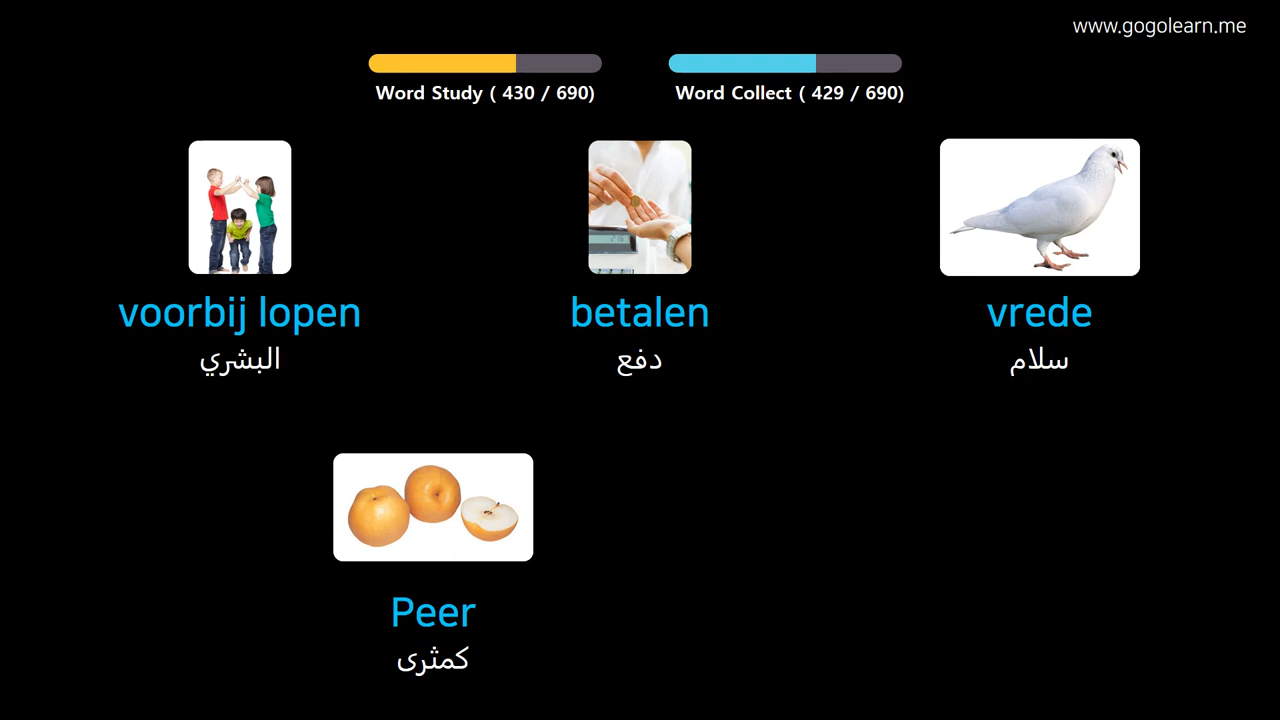 www.gogolearn.me
Word Study ( 430 / 690)
Word Collect ( 429 / 690)
voorbij lopen
البشري
betalen
دفع
vrede
سلام
Peer
كمثرى